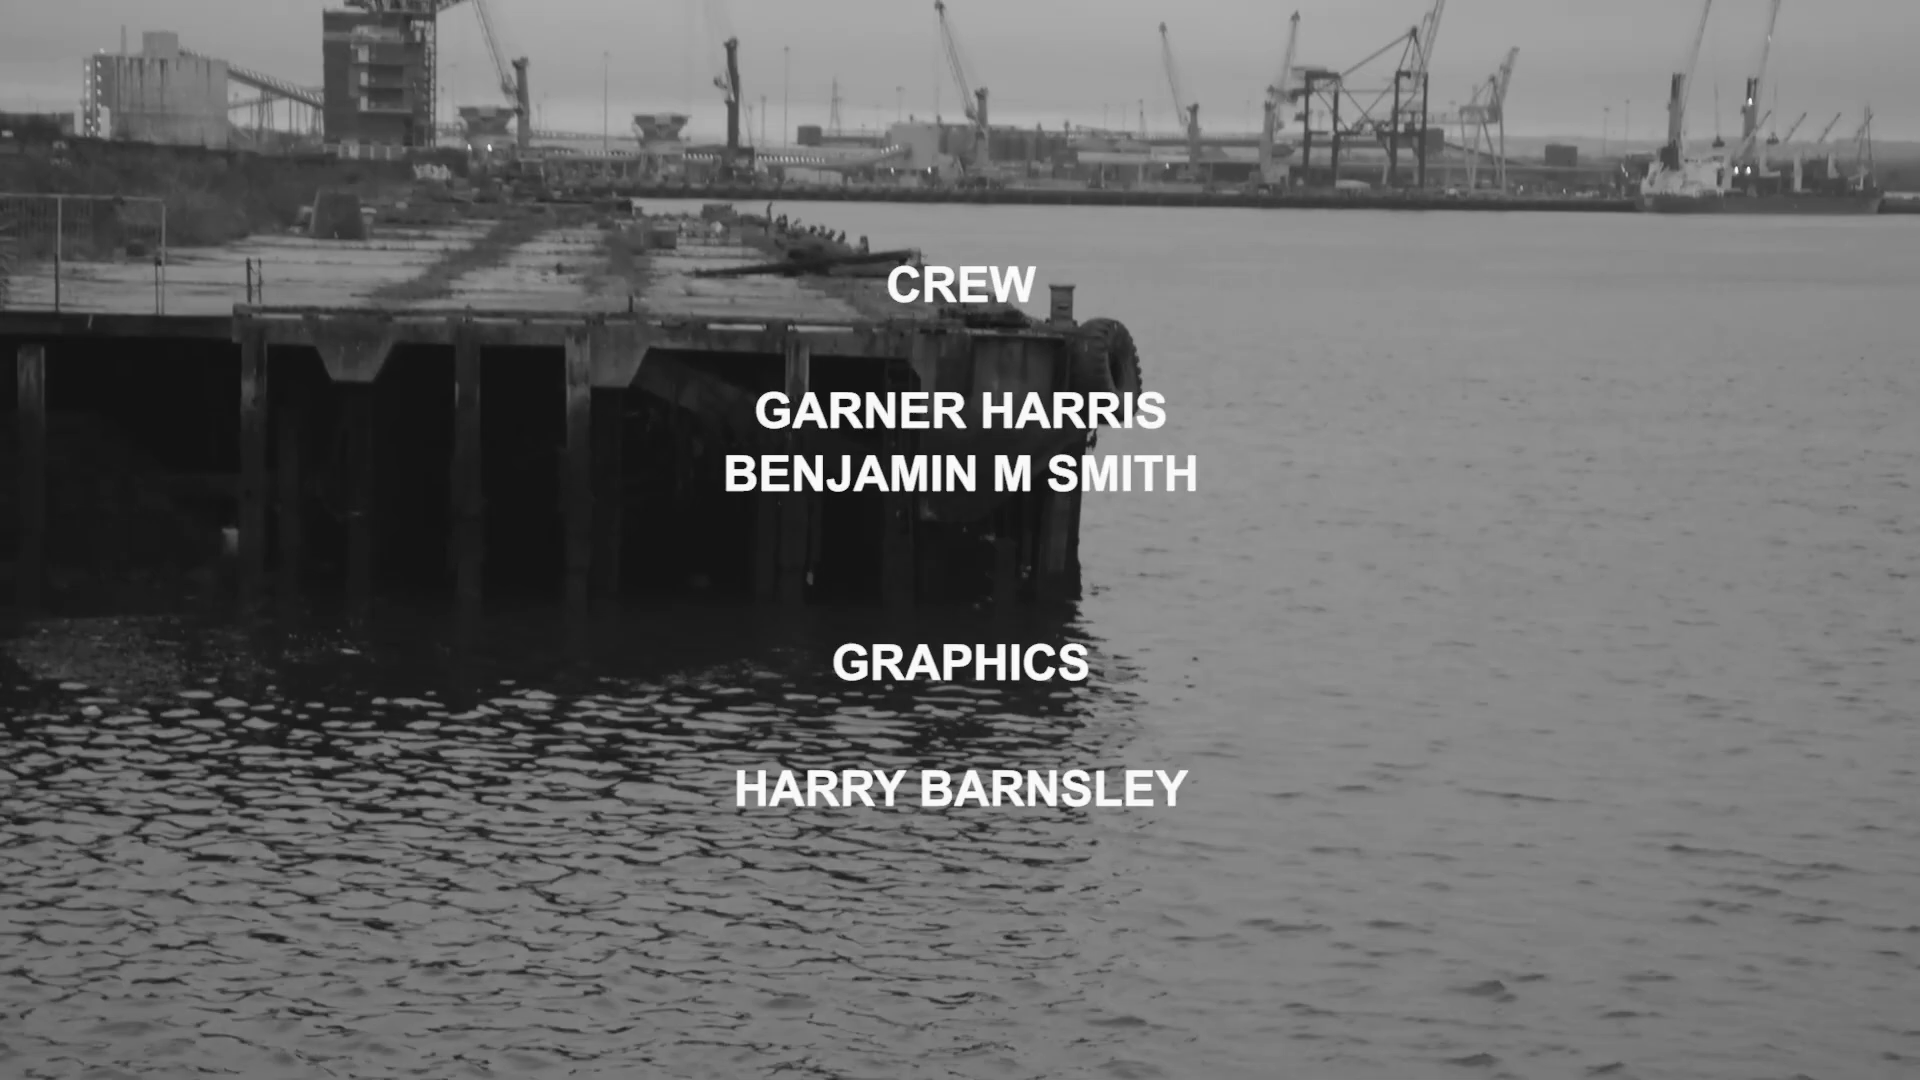 CREW
GARNER HARRIS
BENJAMIN M SMITH
GRAPHICS
HARRY BARNSLEY